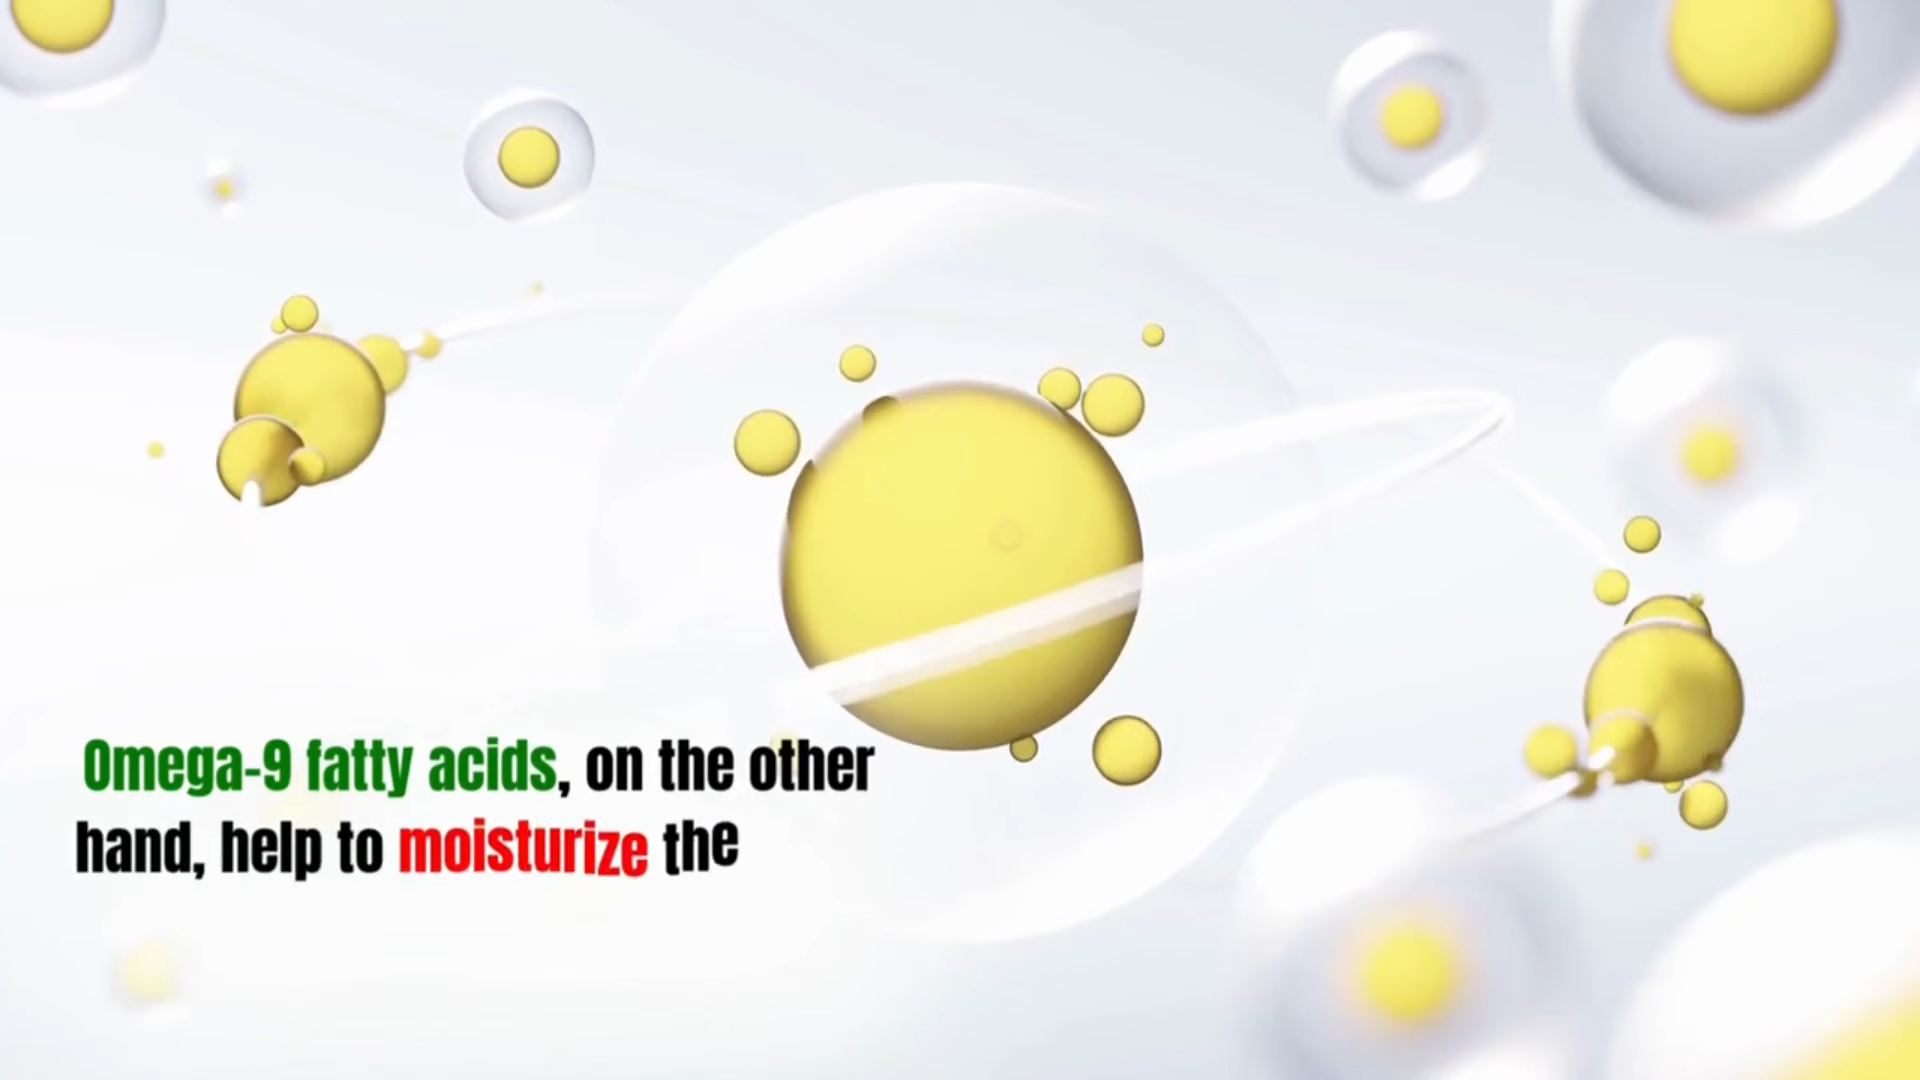 Omega-9 fatty acids, on the other
hand, help to moisturize the